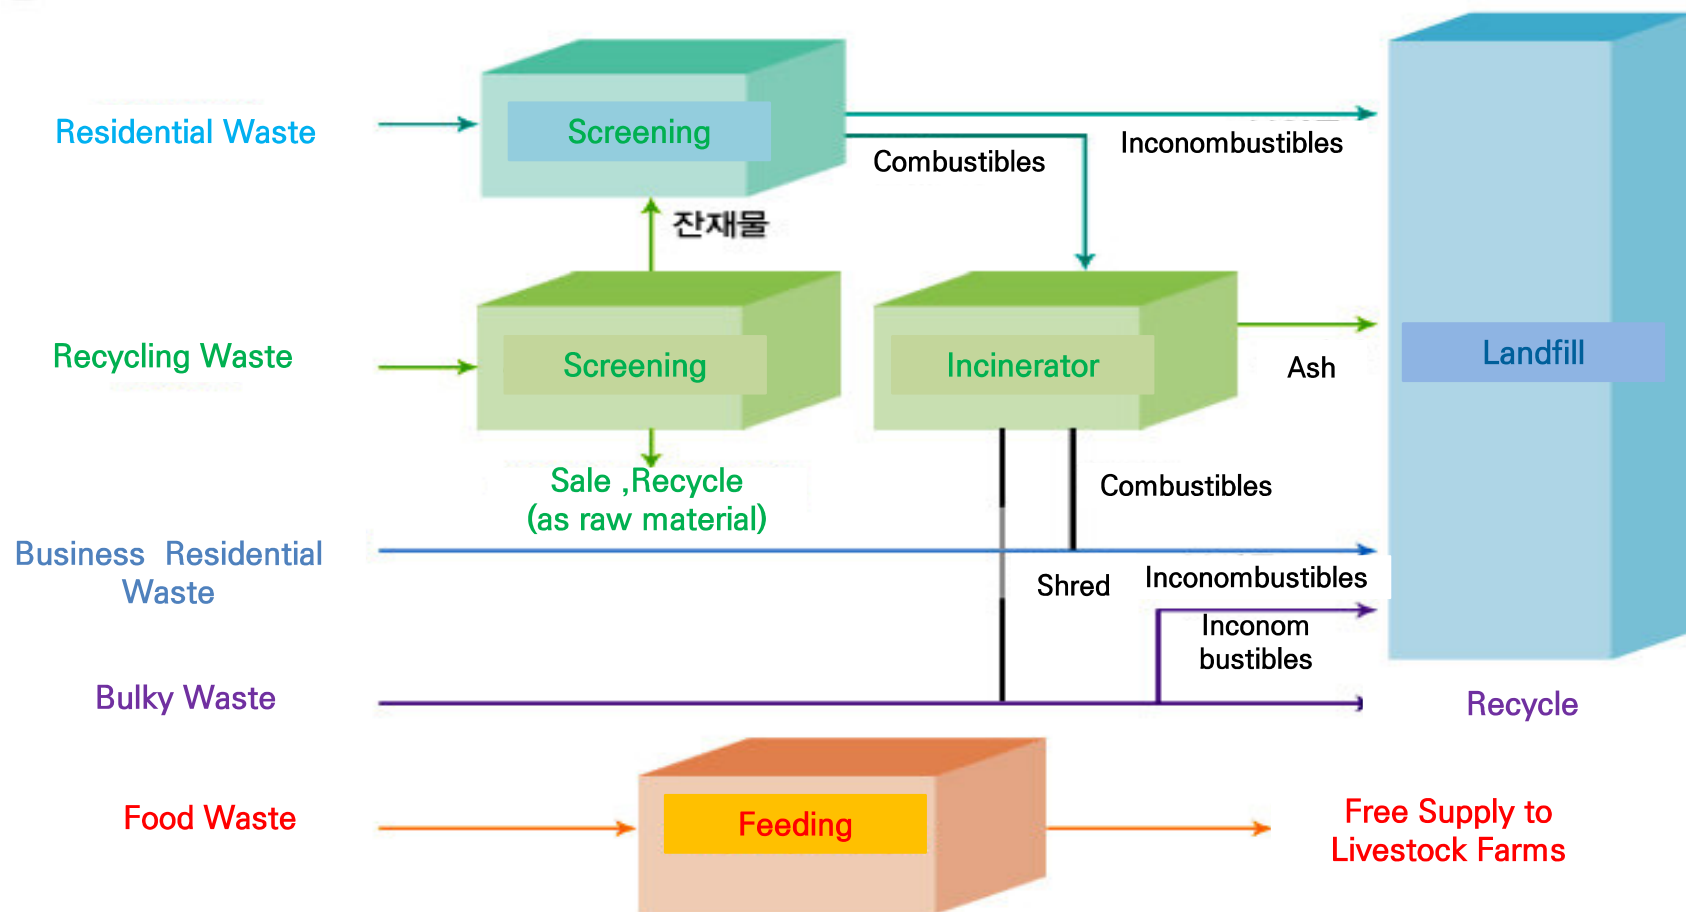 Residential Waste
Screening
Combustibles
Inconombustibles
잔재물
Recycling Waste
Screening
Incinerator
Ash
Landfill
Sale ,Recycle
(as raw material)
Combustibles
Business Residential
Waste
Shred
Inconombustibles
Inconom
bustibles
Bulky Waste
Recycle
Food Waste
Feeding
Free Supply to
Livestock Farms